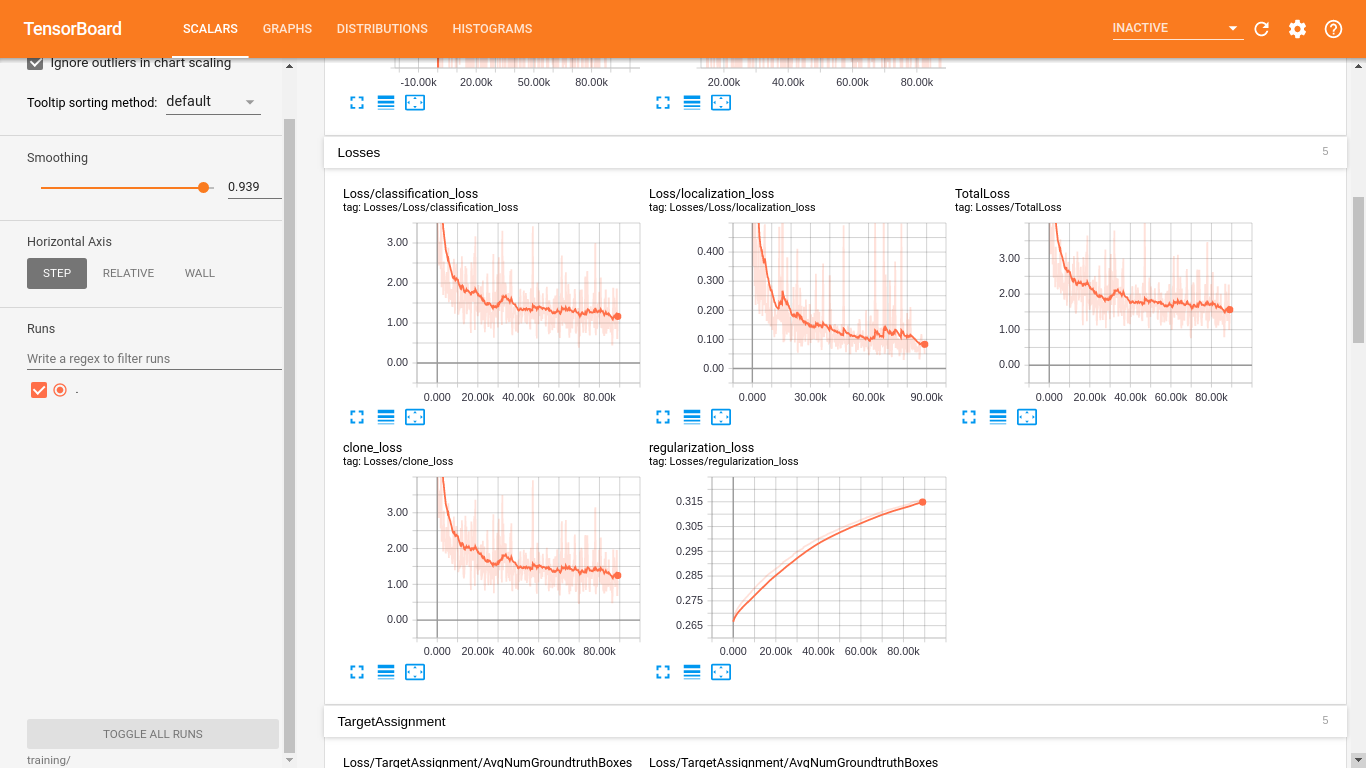 TensorBoard SCALARS GRAPHS DISTRIBUTIONS HISTOGRAMS INACTIVE
Ignore outliers in chart scaling
Tooltip sorting method: default
Smoothing
0.939
Horizontal Axis
STEP RELATIVE WALL
Runs
Write a regex to filter runs
.
TOGGLE ALL RUNS
training/
-10.00k 20.00k 50.00k 80.00k
20.00k 40.00k 60.00k 80.00k
Losses 5
Loss/classification_loss
tag: Losses/Loss/classification_loss
3.00
2.00
1.00
0.00
0.000 20.00k 40.00k 60.00k 80.00k
Loss/localization_loss
tag: Losses/Loss/localization_loss
0.400
0.300
0.200
0.100
0.00
0.000 30.00k 60.00k 90.00k
TotalLoss
tag: Losses/TotalLoss
3.00
2.00
1.00
0.00
0.000 20.00k 40.00k 60.00k 80.00k
clone_loss
tag: Losses/clone_loss
3.00
2.00
1.00
0.00
0.000 20.00k 40.00k 60.00k 80.00k
regularization_loss
tag: Losses/regularization_loss
0.315
0.305
0.295
0.285
0.275
0.265
0.000 20.00k 40.00k 60.00k 80.00k
TargetAssignment 5
Loss/TargetAssignment/AvgNumGroundtruthBoxes
Loss/TargetAssignment/AvgNumGroundtruthBoxes